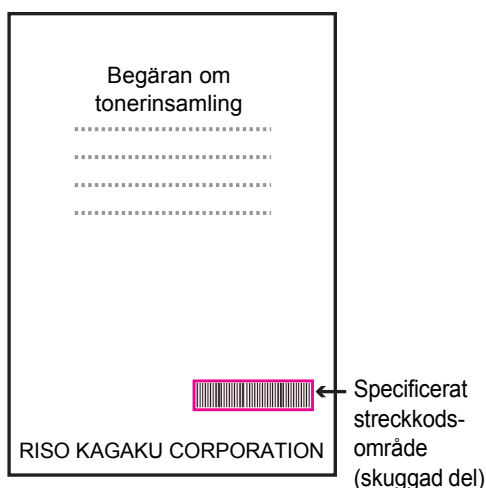 Begäran om
tonerinsamling
Specificerat
streckkods-
område
(skuggad del)
RISO KAGAKU CORPORATION